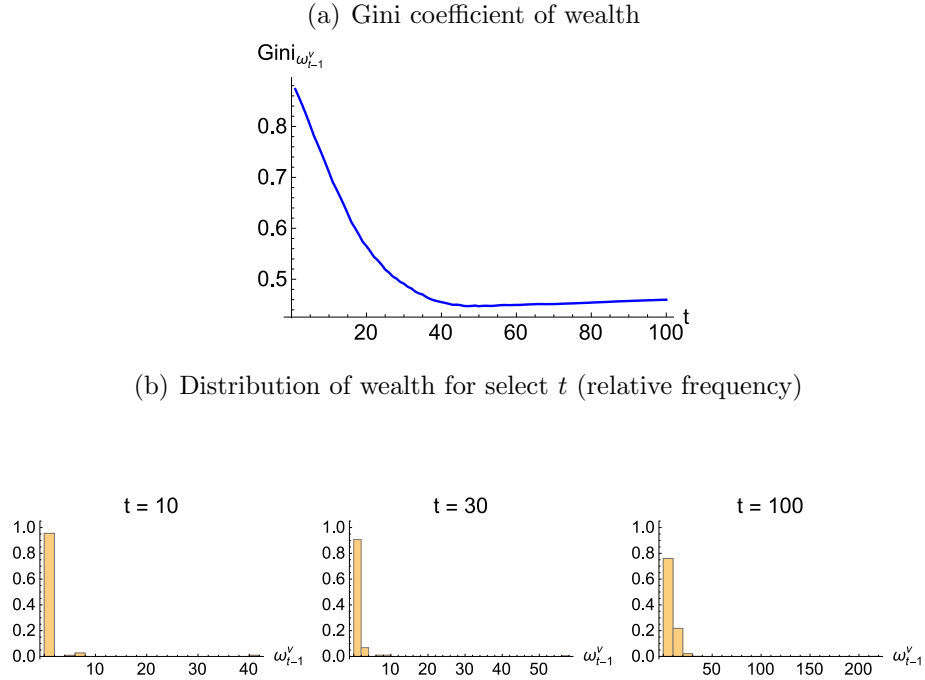 (a) Gini coefficient of wealth
Gini ω^v_{t-1}
0.8
0.7
0.6
0.5
20 40 60 80 100 t
(b) Distribution of wealth for select t (relative frequency)
t = 10
1.0
0.8
0.6
0.4
0.2
0.0
10 20 30 40 ω^v_{t-1}
t = 30
1.0
0.8
0.6
0.4
0.2
0.0
10 20 30 40 50 ω^v_{t-1}
t = 100
1.0
0.8
0.6
0.4
0.2
0.0
50 100 150 200 ω^v_{t-1}